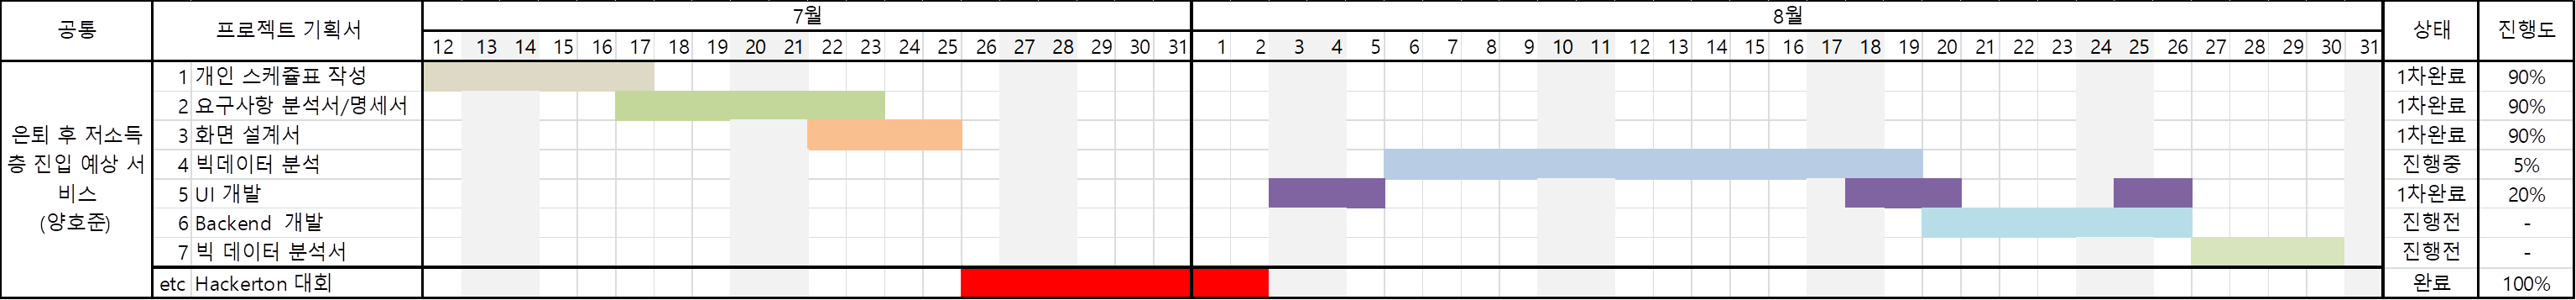 공통 프로젝트 기획서 7월 8월 상태 진행도
12 13 14 15 16 17 18 19 20 21 22 23 24 25 26 27 28 29 30 31 1 2 3 4 5 6 7 8 9 10 11 12 13 14 15 16 17 18 19 20 21 22 23 24 25 26 27 28 29 30 31
은퇴 후 저소득
층 진입 예상 서
비스
(양호준)
1 개인 스케쥴표 작성 1차완료 90%
2 요구사항 분석서/명세서 1차완료 90%
3 화면 설계서 1차완료 90%
4 빅데이터 분석 진행중 5%
5 UI 개발 1차완료 20%
6 Backend 개발 진행전 -
7 빅 데이터 분석서 진행전 -
etc Hackerton 대회 완료 100%